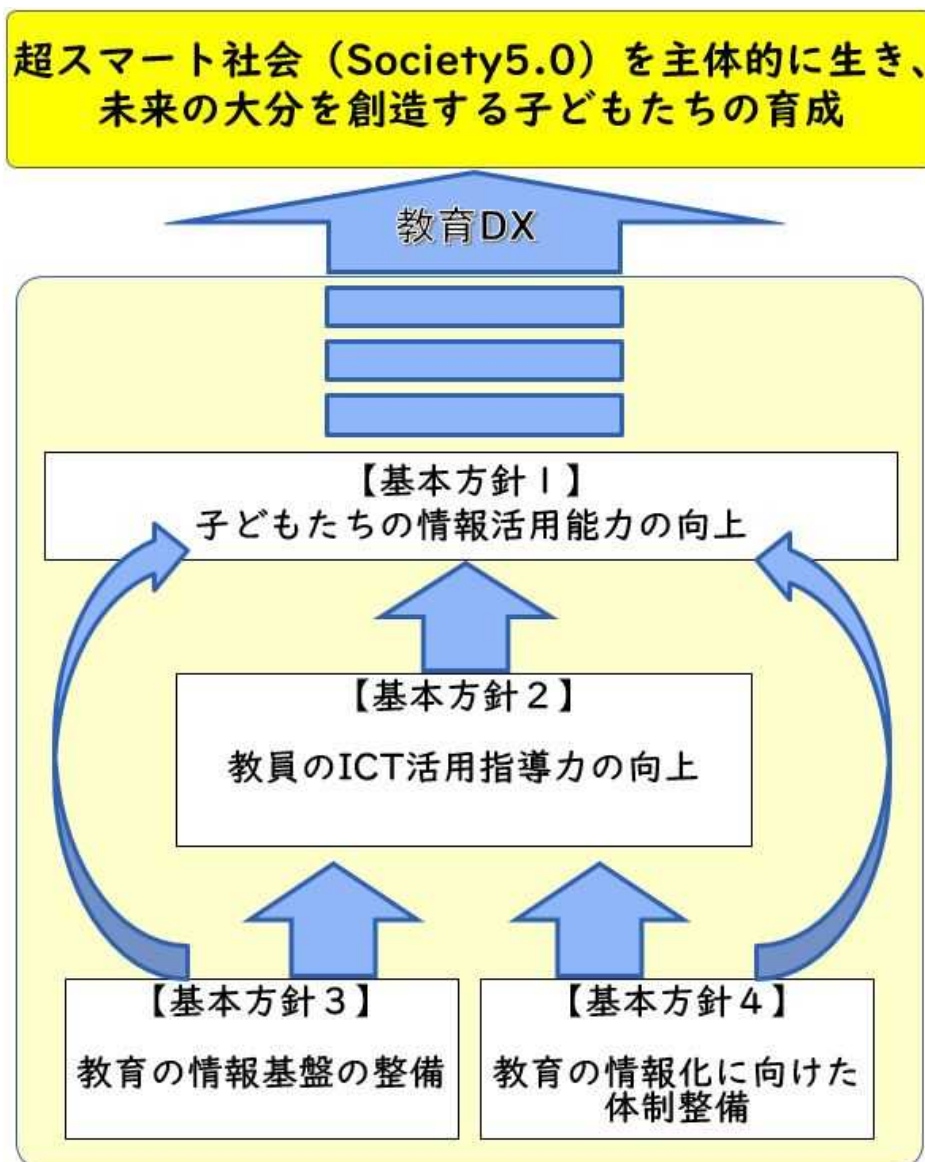 超スマート社会（Society5.0）を主体的に生き、
未来の大分を創造する子どもたちの育成
教育DX
【基本方針１】
子どもたちの情報活用能力の向上
【基本方針２】
教員のICT活用指導力の向上
【基本方針３】
教育の情報基盤の整備
【基本方針４】
教育の情報化に向けた
体制整備